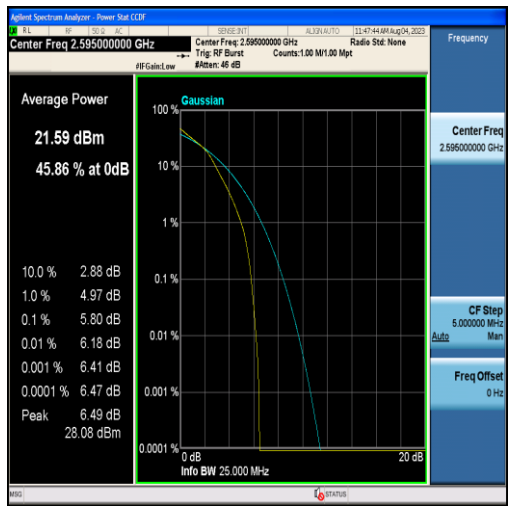 Agilent Spectrum Analyzer - Power Stat CCDF
RL RF 50 Ω AC SENSE:INT ALIGN AUTO 11:47:44 AM Aug 04, 2023
Center Freq 2.595000000 GHz
Center Freq: 2.595000000 GHz Radio Std: None
Trig: RF Burst Counts:1.00 M/1.00 Mpt
#IFGain:Low #Atten: 46 dB
Frequency
Average Power
21.59 dBm
45.86 % at 0dB
10.0 % 2.88 dB
1.0 % 4.97 dB
0.1 % 5.80 dB
0.01 % 6.18 dB
0.001 % 6.41 dB
0.0001 % 6.47 dB
Peak 6.49 dB
28.08 dBm
Gaussian
100 %
10 %
1 %
0.1 %
0.01 %
0.001 %
0.0001 %
0 dB 20 dB
Info BW 25.000 MHz
Center Freq
2.595000000 GHz
CF Step
5.000000 MHz
Auto Man
Freq Offset
0 Hz
MSG STATUS